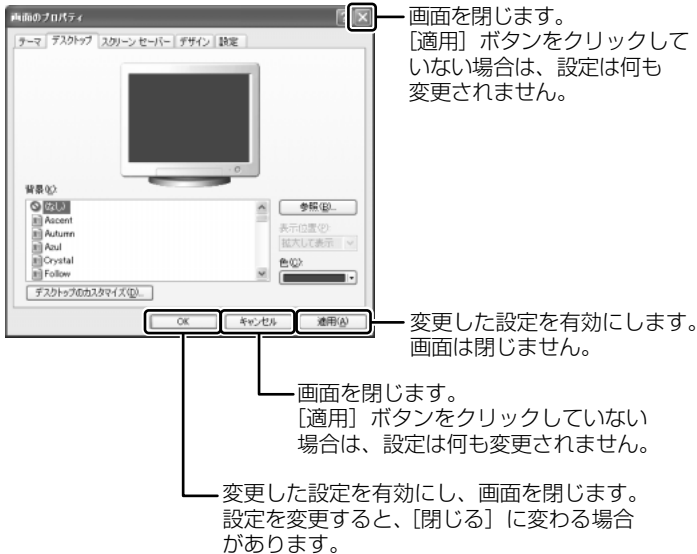 画面のプロパティ
テーマ デスクトップ スクリーン セーバー デザイン 設定
画面を閉じます。
［適用］ボタンをクリックして
いない場合は、設定は何も
変更されません。
背景(K):
(なし)
Ascent
Autumn
Azul
Crystal
Follow
参照(B)...
表示位置(P):
拡大して表示
色(C):
デスクトップのカスタマイズ(D)...
OK キャンセル 適用(A)
変更した設定を有効にします。
画面は閉じません。
画面を閉じます。
［適用］ボタンをクリックしていない
場合は、設定は何も変更されません。
変更した設定を有効にし、画面を閉じます。
設定を変更すると、［閉じる］に変わる場合
があります。